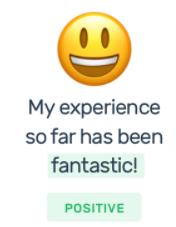 My experience
so far has been
fantastic!
POSITIVE